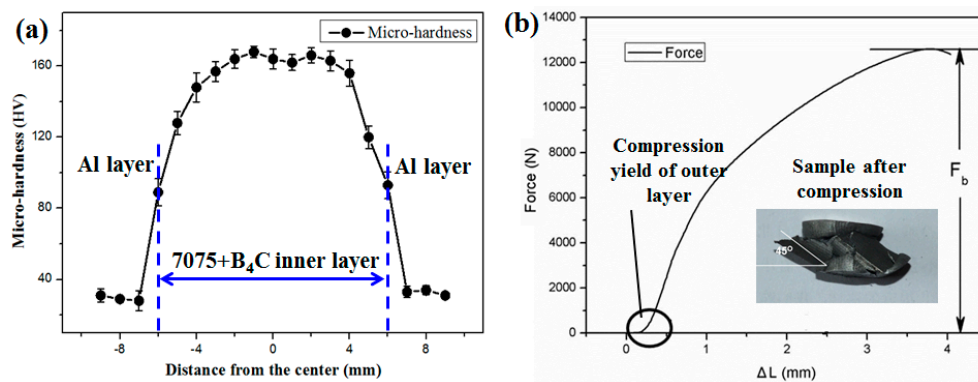 (a)
Micro-hardness
Micro-hardness (HV)
160
120
80
40
Al layer
Al layer
7075+B₄C inner layer
-8
-4
0
4
8
Distance from the center (mm)
(b)
Force
Force (N)
14000
12000
10000
8000
6000
4000
2000
0
Compression
yield of outer
layer
Sample after
compression
45°
F_b
0
1
2
3
4
ΔL (mm)